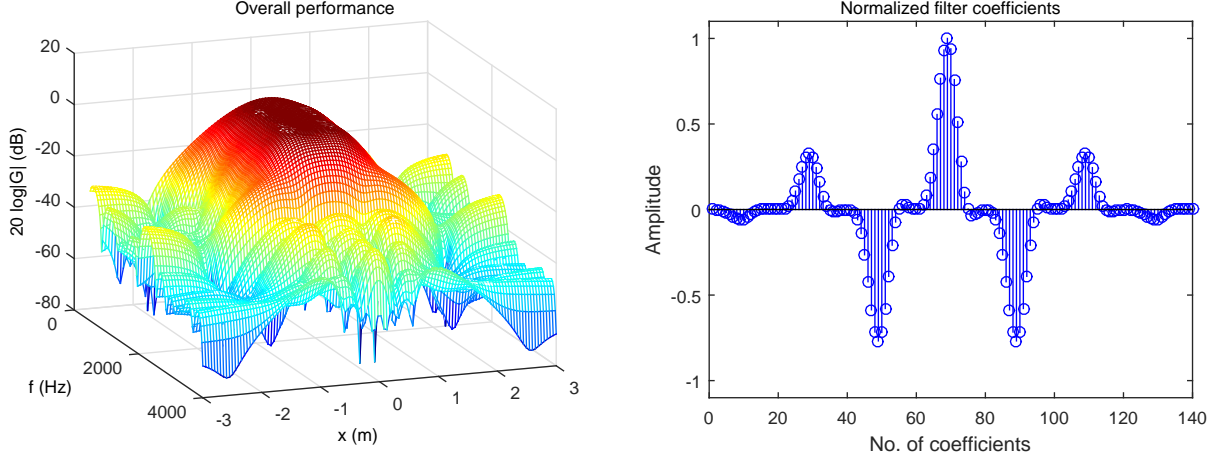 Overall performance
20
0
-20
-40
-60
-80
20 log|G| (dB)
0
2000
4000
f (Hz)
-3
-2
-1
0
1
2
3
x (m)
Normalized filter coefficients
1
0.5
0
-0.5
-1
Amplitude
0 20 40 60 80 100 120 140
No. of coefficients